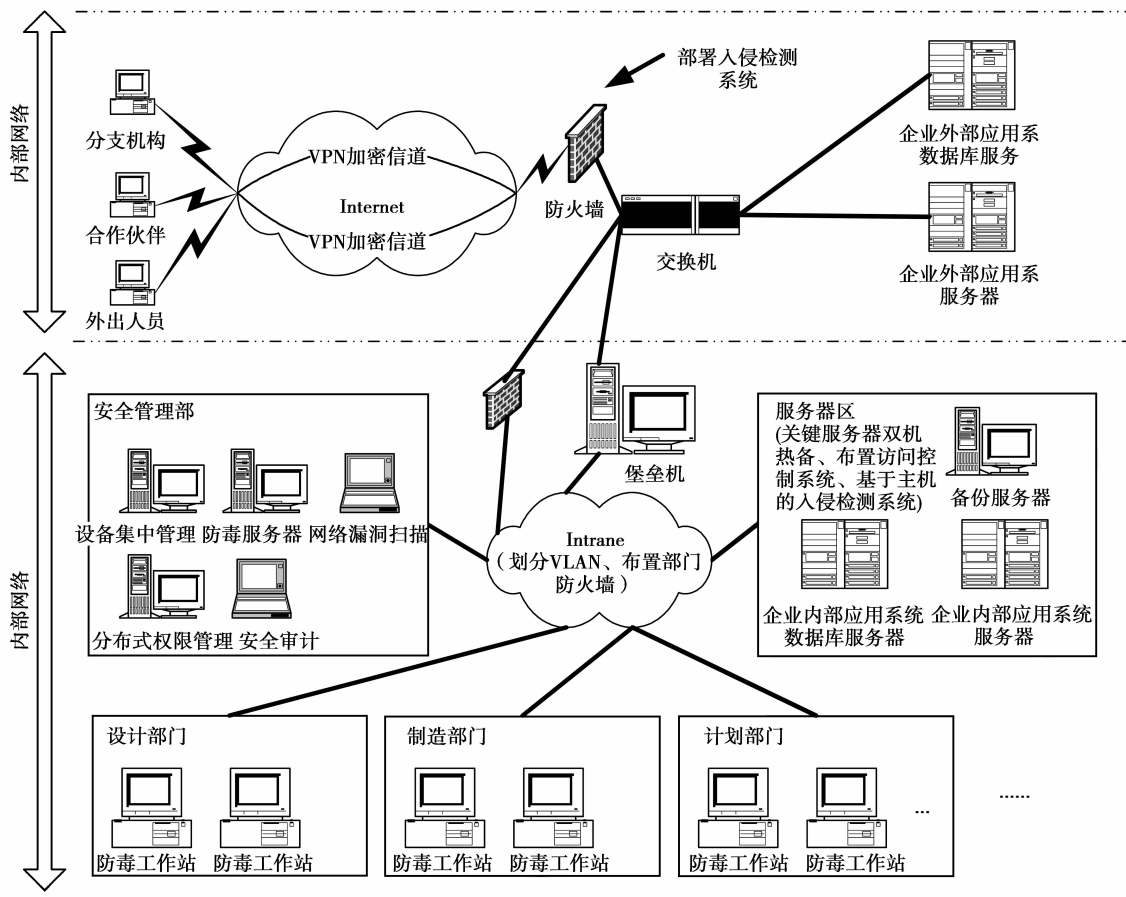 内部网络
分支机构
合作伙伴
外出人员
VPN加密信道
Internet
VPN加密信道
部署入侵检测
系统
防火墙
交换机
企业外部应用系
数据库服务
企业外部应用系
服务器
内部网络
安全管理部
设备集中管理
防毒服务器
网络漏洞扫描
分布式权限管理
安全审计
堡垒机
Intrane
(划分VLAN、布置部门
防火墙)
服务器区
(关键服务器双机
热备、布置访问控
制系统、基于主机
的入侵检测系统)
备份服务器
企业内部应用系统
数据库服务器
企业内部应用系统
服务器
设计部门
防毒工作站
防毒工作站
制造部门
防毒工作站
防毒工作站
计划部门
防毒工作站
防毒工作站
...
......